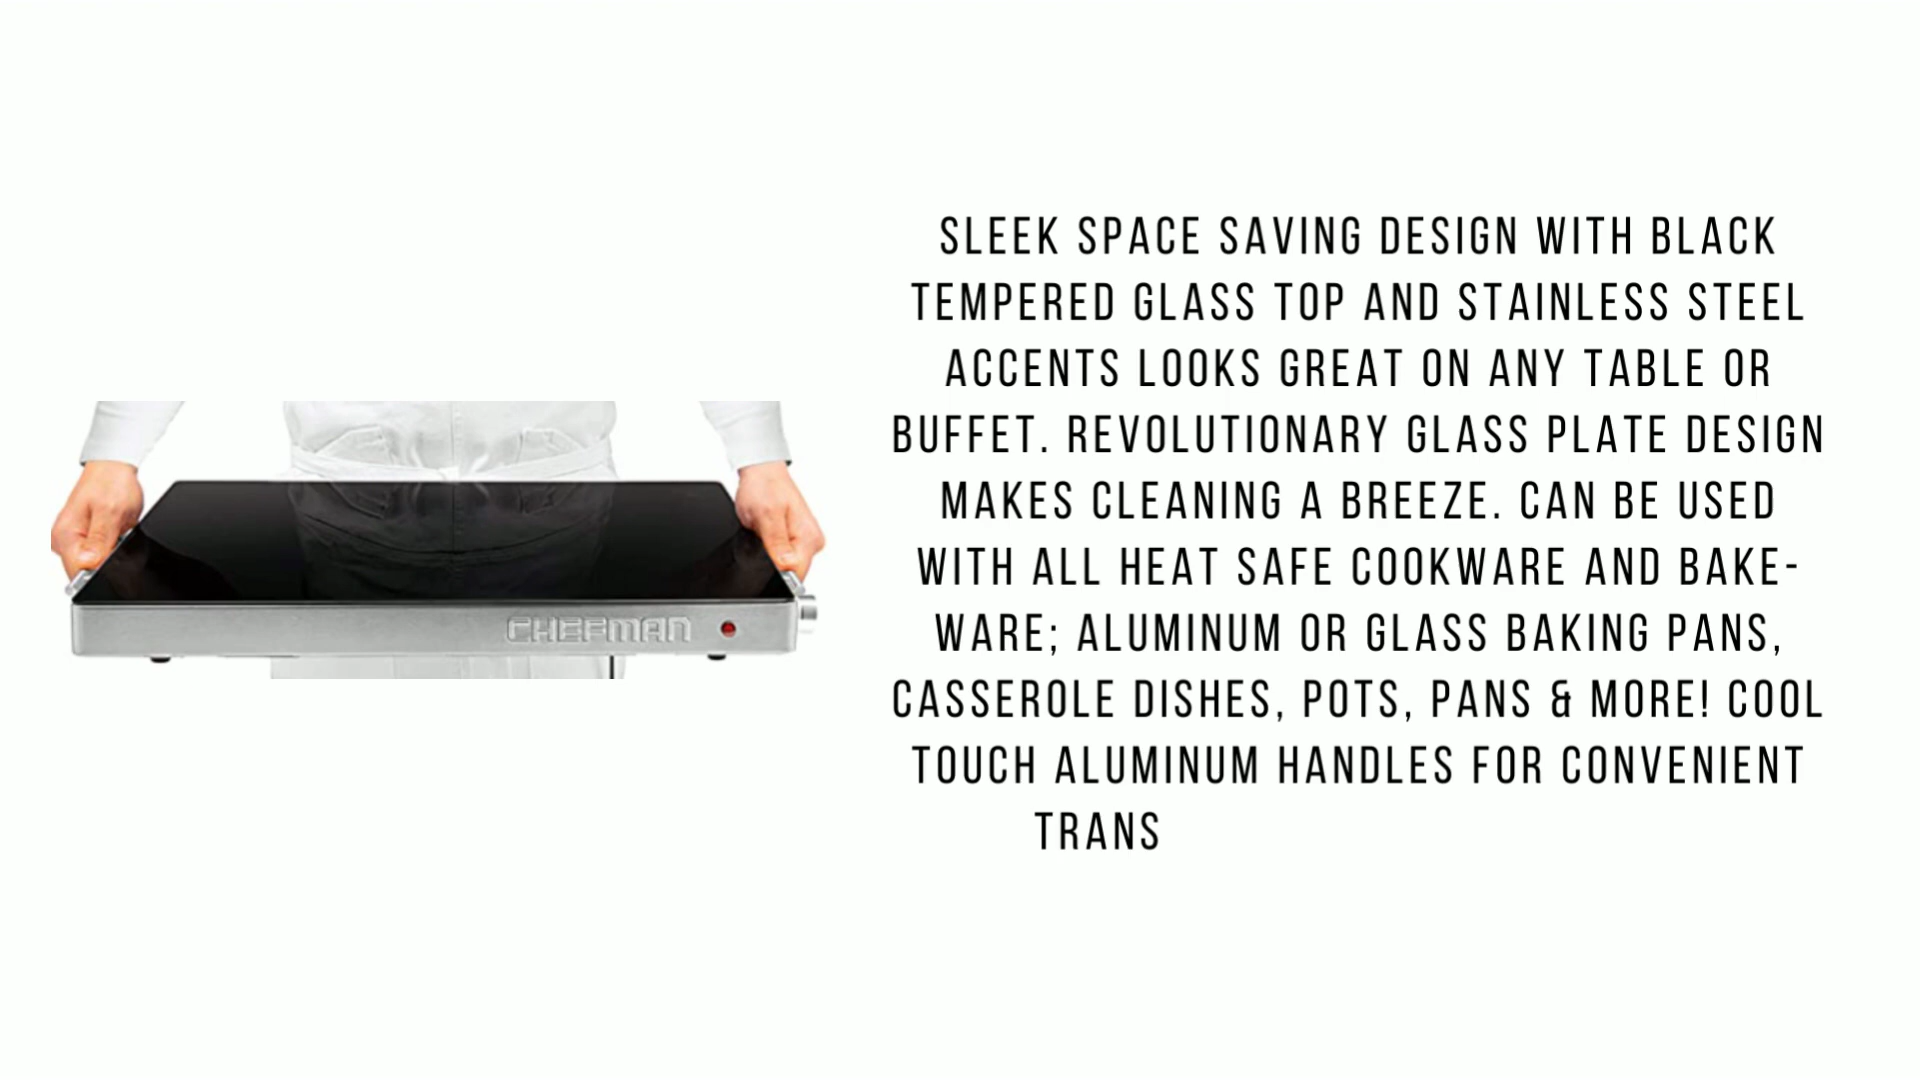 SLEEK SPACE SAVING DESIGN WITH BLACK
TEMPERED GLASS TOP AND STAINLESS STEEL
ACCENTS LOOKS GREAT ON ANY TABLE OR
BUFFET. REVOLUTIONARY GLASS PLATE DESIGN
MAKES CLEANING A BREEZE. CAN BE USED
WITH ALL HEAT SAFE COOKWARE AND BAKE-
WARE; ALUMINUM OR GLASS BAKING PANS,
CASSEROLE DISHES, POTS, PANS & MORE! COOL
TOUCH ALUMINUM HANDLES FOR CONVENIENT
TRANS
CHEFMAN